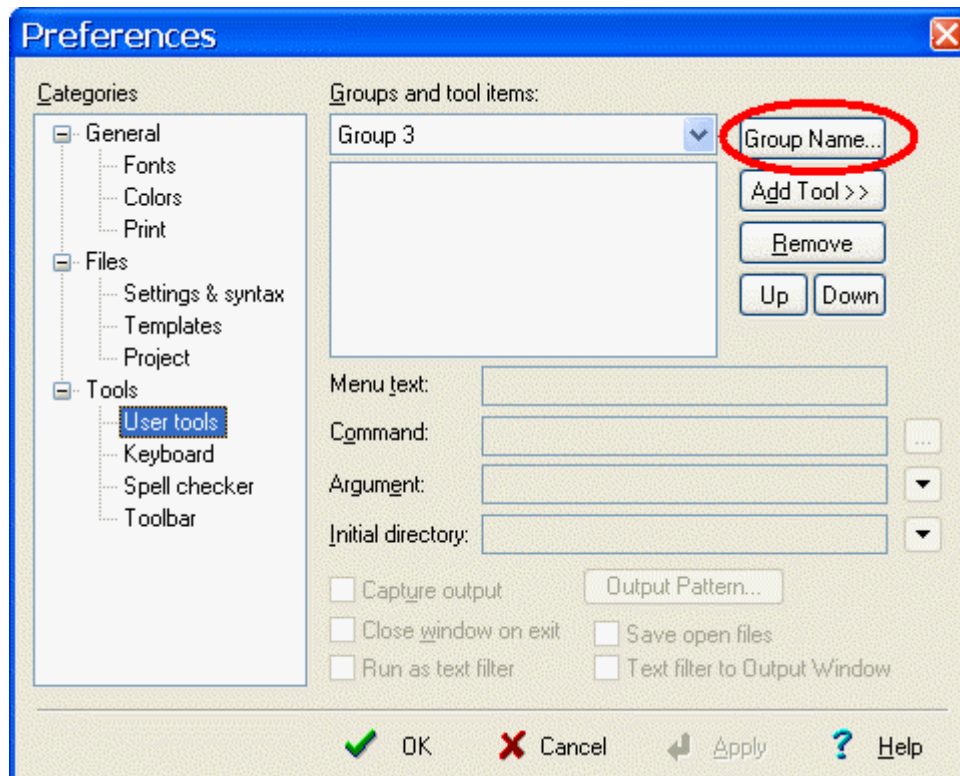 Preferences
Categories
General
Fonts
Colors
Print
Files
Settings & syntax
Templates
Project
Tools
User tools
Keyboard
Spell checker
Toolbar
Groups and tool items:
Group 3
Group Name...
Add Tool >>
Remove
Up Down
Menu text:
Command:
...
Argument:
Initial directory:
Capture output
Output Pattern...
Close window on exit
Save open files
Run as text filter
Text filter to Output Window
OK Cancel Apply ? Help